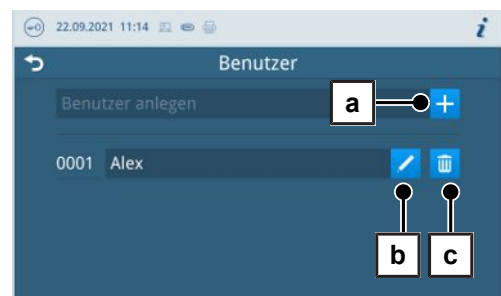 22.09.2021 11:14
i
Benutzer
Benutzer anlegen
a
0001 Alex
b c